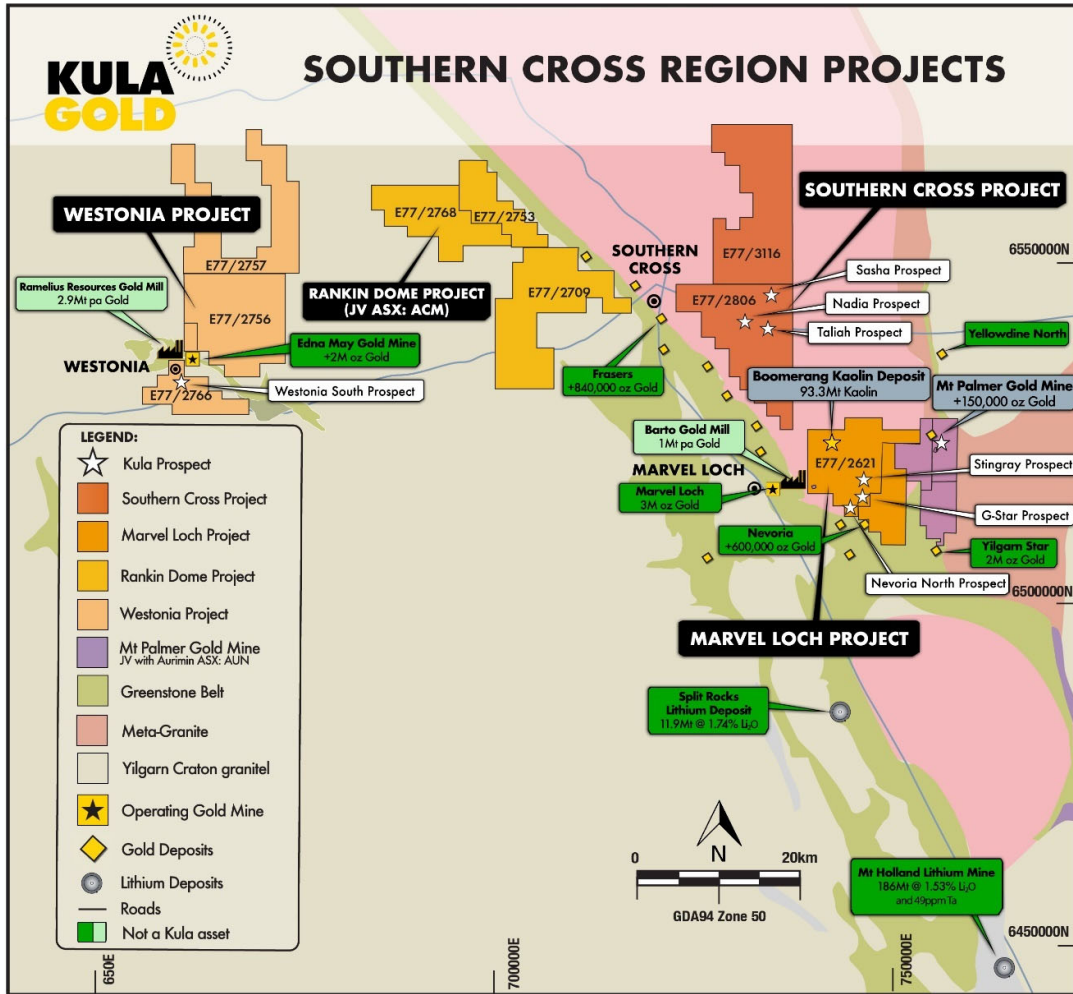 KULA
GOLD
SOUTHERN CROSS REGION PROJECTS
WESTONIA PROJECT
E77/2757
Ramelius Resources Gold Mill
2.9Mt pa Gold
E77/2756
Edna May Gold Mine
+2M oz Gold
WESTONIA
E77/2766
Westonia South Prospect
E77/2768
E77/2753
RANKIN DOME PROJECT
(JV ASX: ACM)
E77/2709
SOUTHERN
CROSS
Frasers
+840,000 oz Gold
SOUTHERN CROSS PROJECT
E77/3116
E77/2806
Sasha Prospect
Nadia Prospect
Taliah Prospect
6550000N
Yellowdine North
Boomerang Kaolin Deposit
93.3Mt Kaolin
Mt Palmer Gold Mine
+150,000 oz Gold
Barto Gold Mill
1Mt pa Gold
MARVEL LOCH
E77/2621
Stingray Prospect
Marvel Loch
3M oz Gold
G-Star Prospect
Nevoria
+600,000 oz Gold
Yilgarn Star
2M oz Gold
Nevoria North Prospect
6500000N
MARVEL LOCH PROJECT
Split Rocks
Lithium Deposit
11.9Mt @ 1.74% Li₂O
Mt Holland Lithium Mine
186Mt @ 1.53% Li₂O
and 49ppm Ta
6450000N
LEGEND:
Kula Prospect
Southern Cross Project
Marvel Loch Project
Rankin Dome Project
Westonia Project
Mt Palmer Gold Mine
JV with Aurimin ASX: AUN
Greenstone Belt
Meta-Granite
Yilgarn Craton granitel
Operating Gold Mine
Gold Deposits
Lithium Deposits
Roads
Not a Kula asset
0 20km
N
GDA94 Zone 50
650E
700000E
750000E